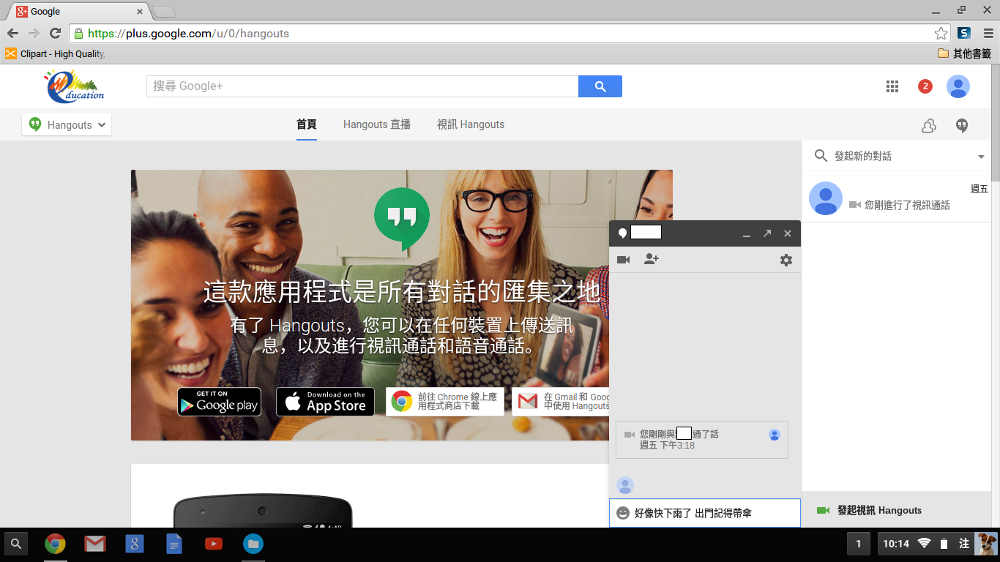 Google
https://plus.google.com/u/0/hangouts
Clipart - High Quality,
其他書籤
ducation
搜尋 Google+
2
Hangouts
首頁
Hangouts 直播
視訊 Hangouts
發起新的對話
週五
您剛進行了視訊通話
這款應用程式是所有對話的匯集之地
有了 Hangouts，您可以在任何裝置上傳送訊
息，以及進行視訊通話和語音通話。
GET IT ON
Google play
Download on the
App Store
前往 Chrome 線上應
用程式商店下載
在 Gmail 和 Goog
中使用 Hangouts
您剛剛與 通了話
週五 下午3:18
好像快下雨了 出門記得帶傘
發起視訊 Hangouts
1
10:14
注